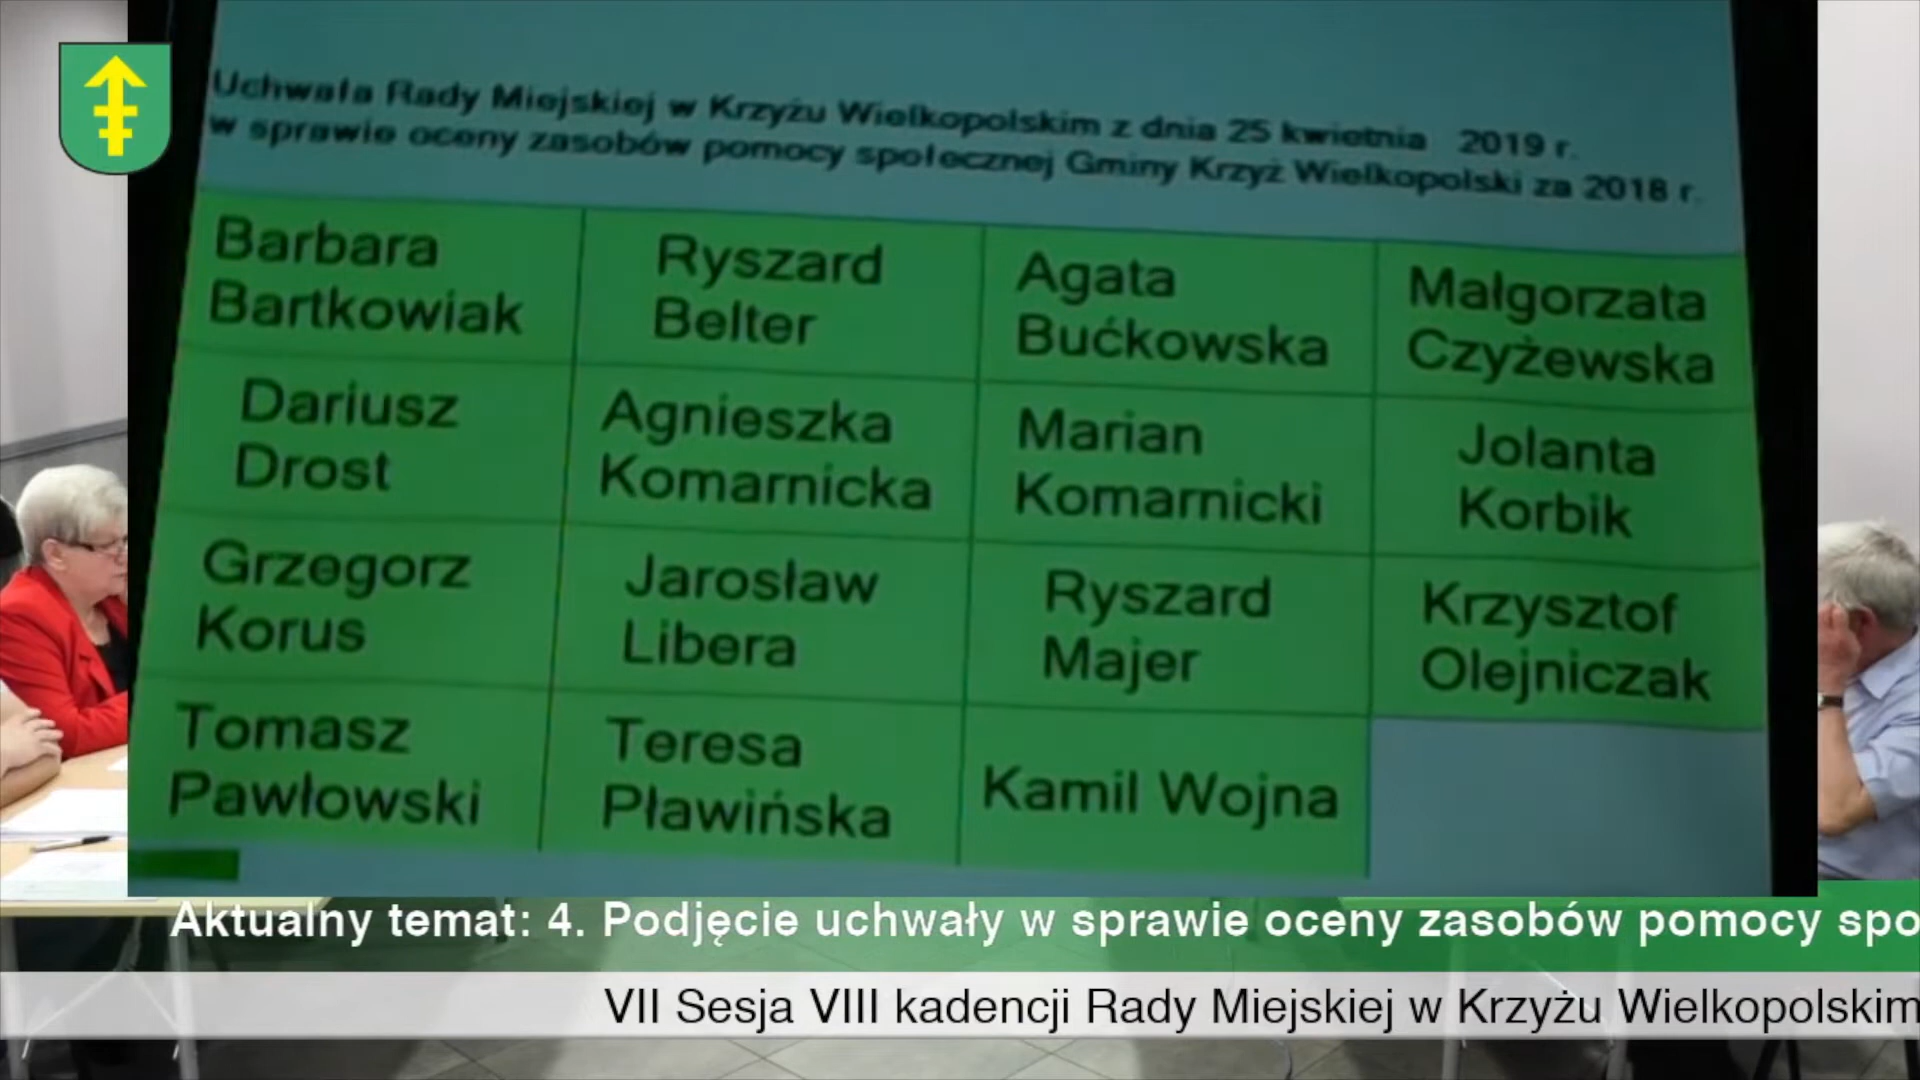 Uchwała Rady Miejskiej w Krzyżu Wielkopolskim z dnia 25 kwietnia 2019 r.
w sprawie oceny zasobów pomocy społecznej Gminy Krzyż Wielkopolski za 2018 r.
Barbara Bartkowiak
Ryszard Belter
Agata Bućkowska
Małgorzata Czyżewska
Dariusz Drost
Agnieszka Komarnicka
Marian Komarnicki
Jolanta Korbik
Grzegorz Korus
Jarosław Libera
Ryszard Majer
Krzysztof Olejniczak
Tomasz Pawłowski
Teresa Pławińska
Kamil Wojna
Aktualny temat: 4. Podjęcie uchwały w sprawie oceny zasobów pomocy spo
VII Sesja VIII kadencji Rady Miejskiej w Krzyżu Wielkopolskim